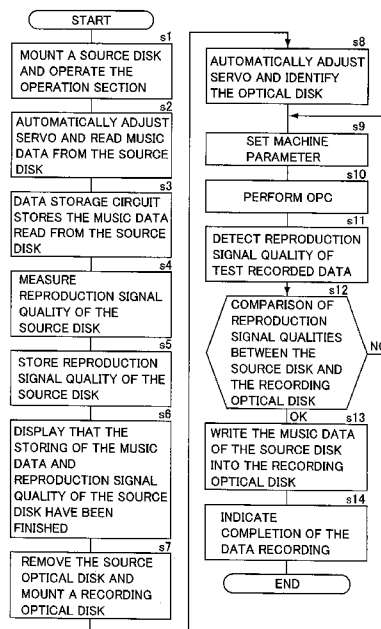 START
s1
MOUNT A SOURCE DISK
AND OPERATE THE
OPERATION SECTION
s2
AUTOMATICALLY ADJUST
SERVO AND READ MUSIC
DATA FROM THE SOURCE
DISK
s3
DATA STORAGE CIRCUIT
STORES THE MUSIC DATA
READ FROM THE SOURCE
DISK
s4
MEASURE
REPRODUCTION SIGNAL
QUALITY OF THE
SOURCE DISK
s5
STORE REPRODUCTION
SIGNAL QUALITY OF THE
SOURCE DISK
s6
DISPLAY THAT THE
STORING OF THE MUSIC
DATA AND
REPRODUCTION SIGNAL
QUALITY OF THE SOURCE
DISK HAVE BEEN
FINISHED
s7
REMOVE THE SOURCE
OPTICAL DISK AND
MOUNT A RECORDING
OPTICAL DISK
s8
AUTOMATICALLY ADJUST
SERVO AND IDENTIFY
THE OPTICAL DISK
s9
SET MACHINE
PARAMETER
s10
PERFORM OPC
s11
DETECT REPRODUCTION
SIGNAL QUALITY OF
TEST RECORDED DATA
s12
COMPARISON OF
REPRODUCTION
SIGNAL QUALITIES
BETWEEN THE
SOURCE DISK AND
THE RECORDING
OPTICAL DISK
NG
OK
s13
WRITE THE MUSIC DATA
OF THE SOURCE DISK
INTO THE RECORDING
OPTICAL DISK
s14
INDICATE
COMPLETION OF THE
DATA RECORDING
END